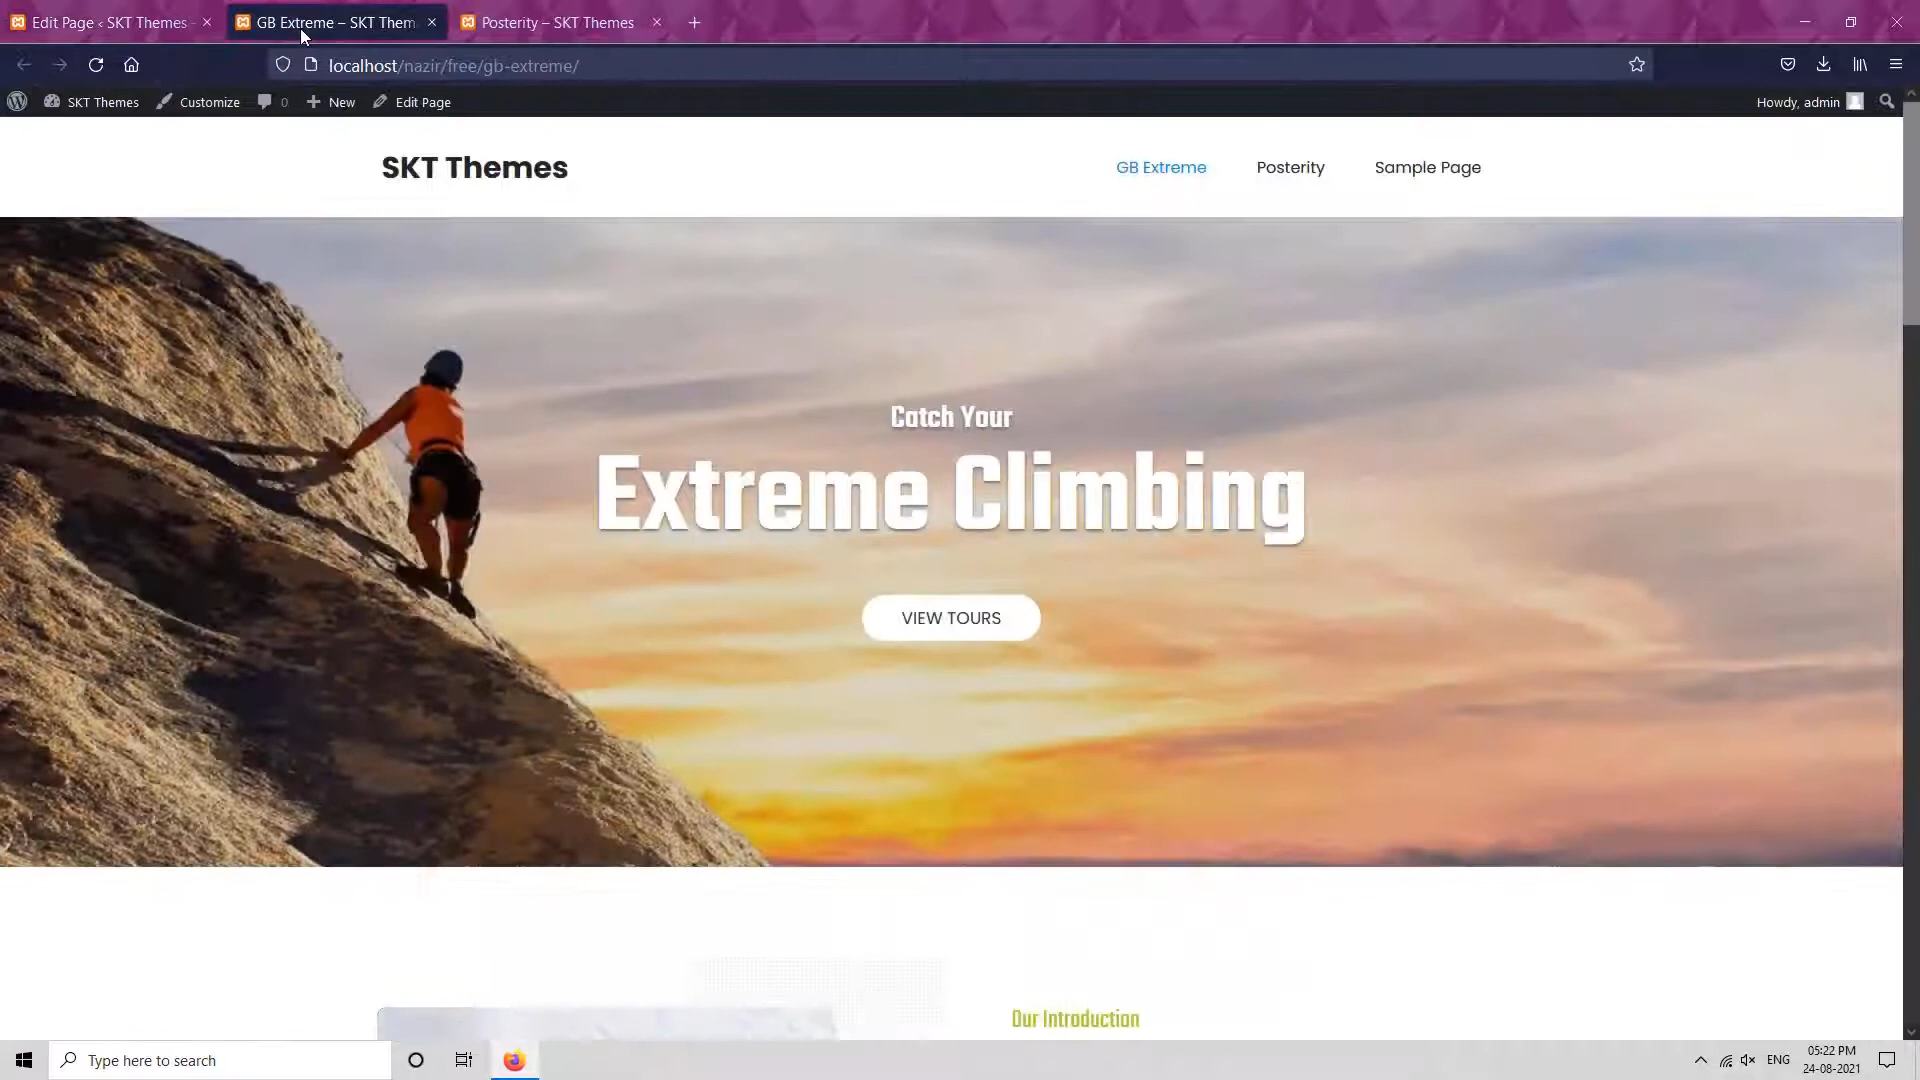 Edit Page ‹ SKT Themes -
GB Extreme – SKT Them
Posterity – SKT Themes
localhost/nazir/free/gb-extreme/
SKT Themes
Customize
0
New
Edit Page
Howdy, admin
SKT Themes
GB Extreme
Posterity
Sample Page
Catch Your
Extreme Climbing
VIEW TOURS
Our Introduction
Type here to search
ENG
05:22 PM
24-08-2021